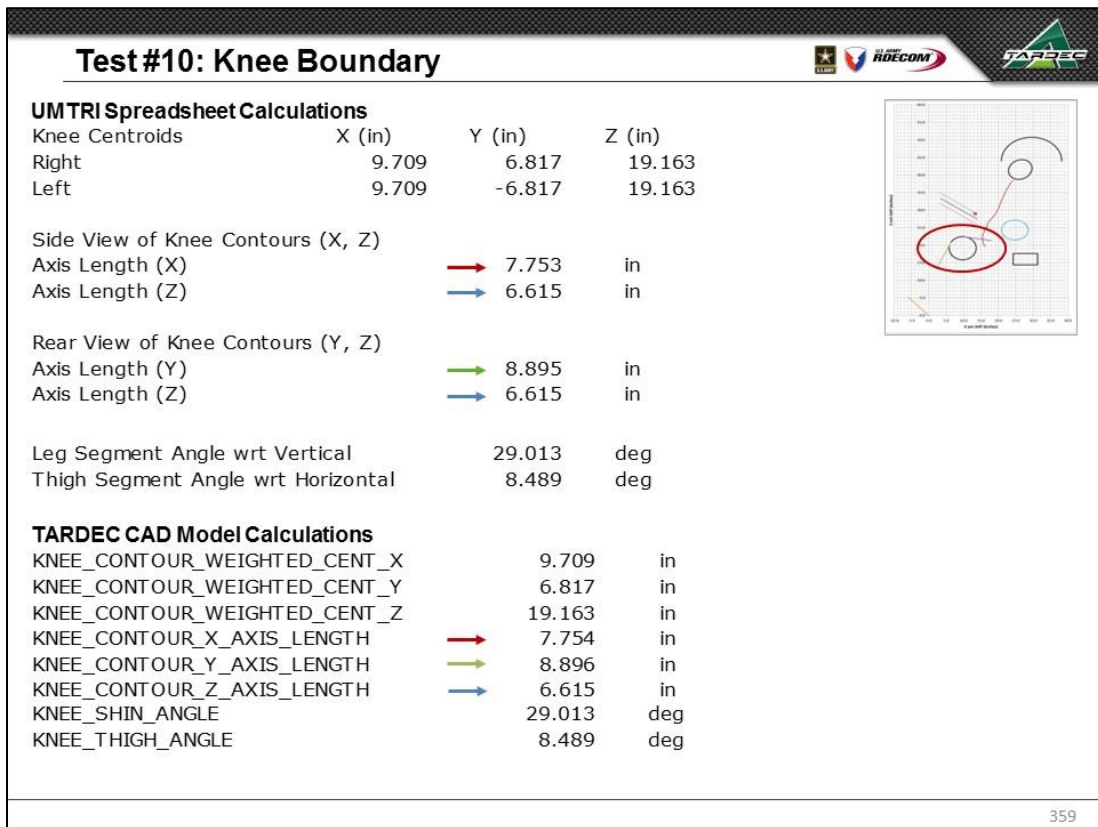 Test #10: Knee Boundary
U.S. ARMY
U.S. ARMY
RDECOM
TARDEC
UMTRI Spreadsheet Calculations
Knee Centroids X (in) Y (in) Z (in)
Right 9.709 6.817 19.163
Left 9.709 -6.817 19.163
Side View of Knee Contours (X, Z)
Axis Length (X) 7.753 in
Axis Length (Z) 6.615 in
Rear View of Knee Contours (Y, Z)
Axis Length (Y) 8.895 in
Axis Length (Z) 6.615 in
Leg Segment Angle wrt Vertical 29.013 deg
Thigh Segment Angle wrt Horizontal 8.489 deg
TARDEC CAD Model Calculations
KNEE_CONTOUR_WEIGHTED_CENT_X 9.709 in
KNEE_CONTOUR_WEIGHTED_CENT_Y 6.817 in
KNEE_CONTOUR_WEIGHTED_CENT_Z 19.163 in
KNEE_CONTOUR_X_AXIS_LENGTH 7.754 in
KNEE_CONTOUR_Y_AXIS_LENGTH 8.896 in
KNEE_CONTOUR_Z_AXIS_LENGTH 6.615 in
KNEE_SHIN_ANGLE 29.013 deg
KNEE_THIGH_ANGLE 8.489 deg
359